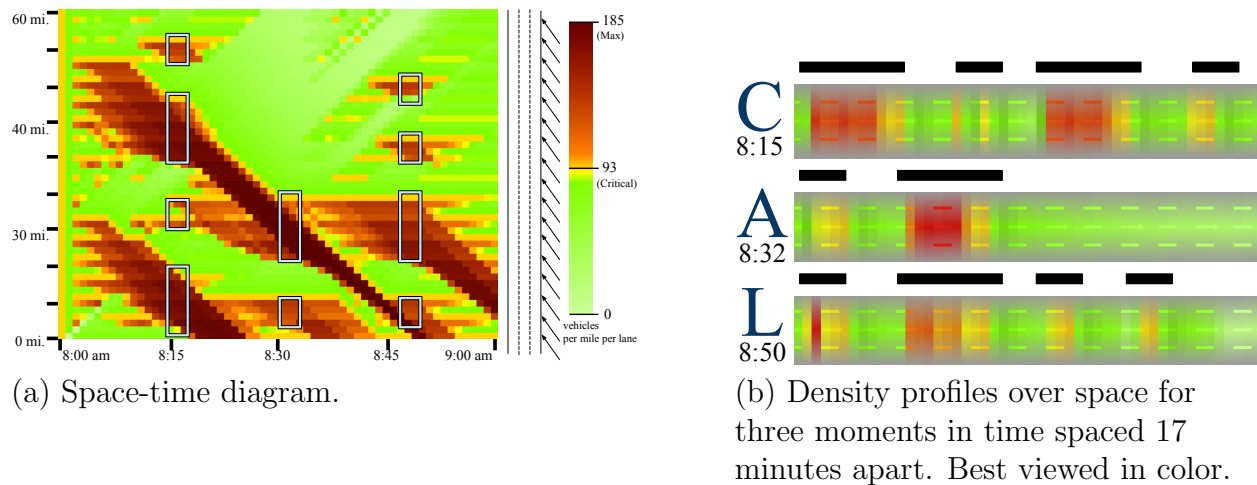 60 mi.
40 mi.
30 mi.
0 mi.
8:00 am
8:15
8:30
8:45
9:00 am
185
(Max)
93
(Critical)
0
vehicles
per mile per lane
(a) Space-time diagram.
C
8:15
A
8:32
L
8:50
(b) Density profiles over space for
three moments in time spaced 17
minutes apart. Best viewed in color.